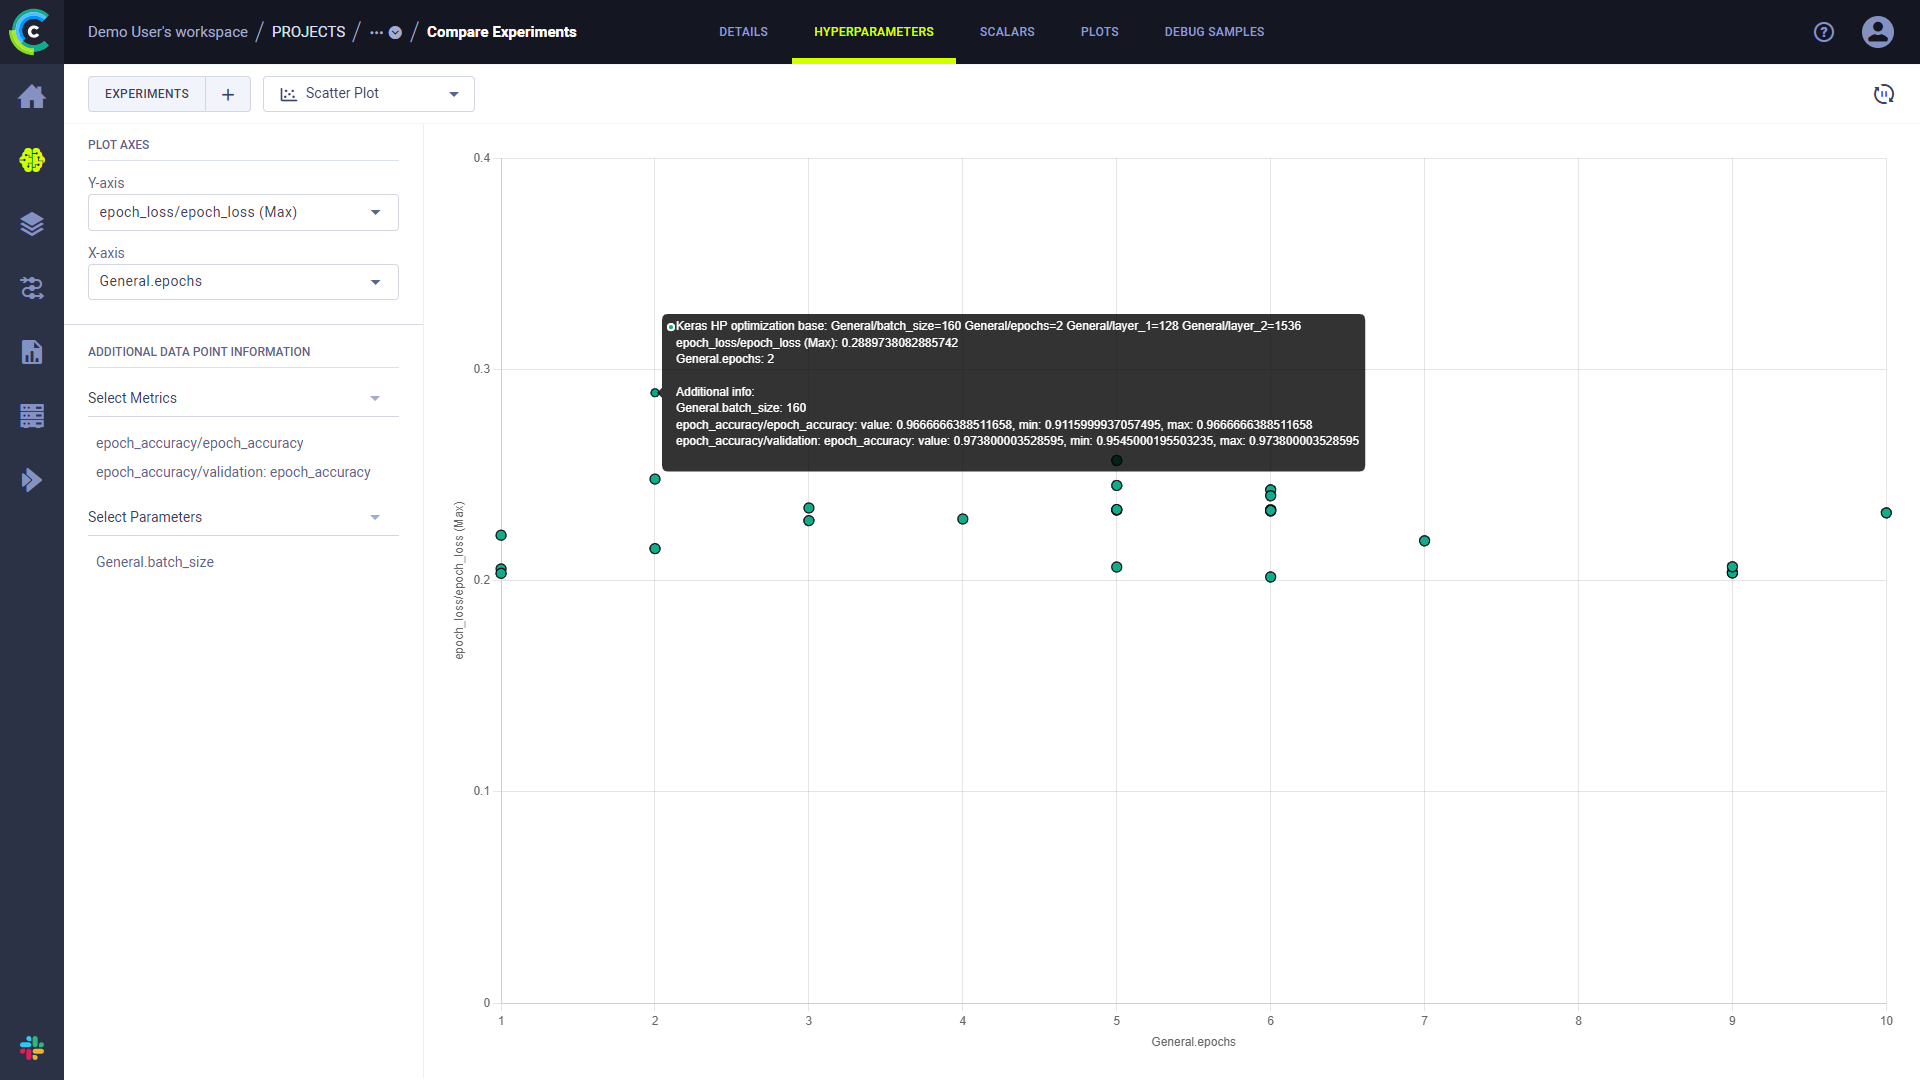 Demo User's workspace / PROJECTS / ··· / Compare Experiments
DETAILS
HYPERPARAMETERS
SCALARS
PLOTS
DEBUG SAMPLES
EXPERIMENTS +
Scatter Plot
PLOT AXES
Y-axis
epoch_loss/epoch_loss (Max)
X-axis
General.epochs
ADDITIONAL DATA POINT INFORMATION
Select Metrics
epoch_accuracy/epoch_accuracy
epoch_accuracy/validation: epoch_accuracy
Select Parameters
General.batch_size
0.4
0.3
0.2
0.1
0
epoch_loss/epoch_loss (Max)
Keras HP optimization base: General/batch_size=160 General/epochs=2 General/layer_1=128 General/layer_2=1536
epoch_loss/epoch_loss (Max): 0.2889738082885742
General.epochs: 2
Additional info:
General.batch_size: 160
epoch_accuracy/epoch_accuracy: value: 0.9666666388511658, min: 0.9115999937057495, max: 0.9666666388511658
epoch_accuracy/validation: epoch_accuracy: value: 0.973800003528595, min: 0.9545000195503235, max: 0.973800003528595
1 2 3 4 5 6 7 8 9 10
General.epochs